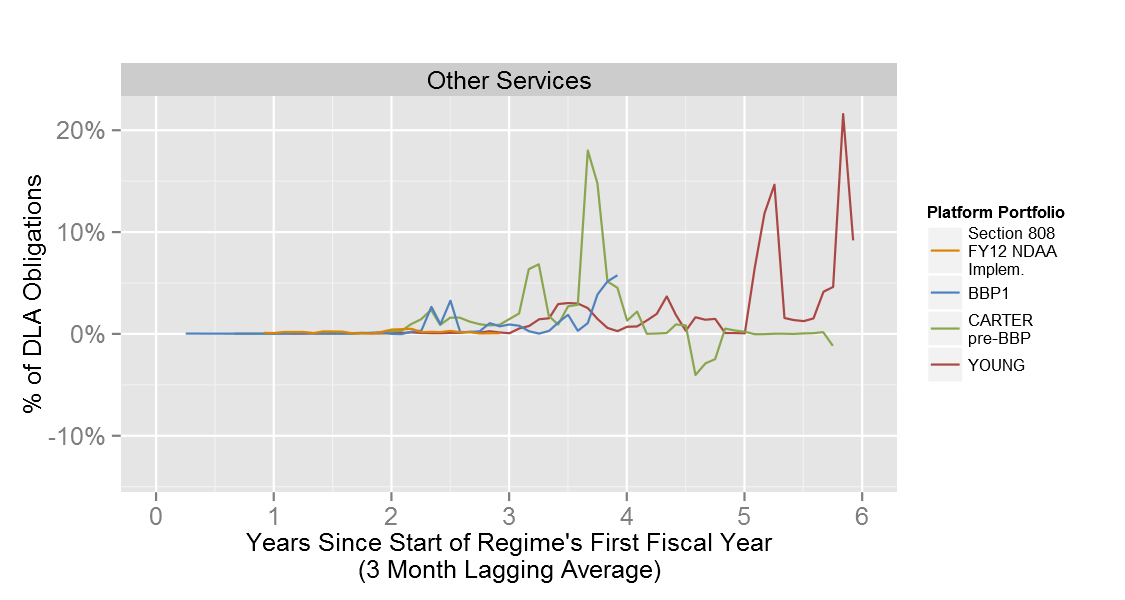 Other Services
20%
10%
0%
-10%
% of DLA Obligations
0 1 2 3 4 5 6
Years Since Start of Regime's First Fiscal Year
(3 Month Lagging Average)
Platform Portfolio
Section 808
FY12 NDAA
Implem.
BBP1
CARTER
pre-BBP
YOUNG